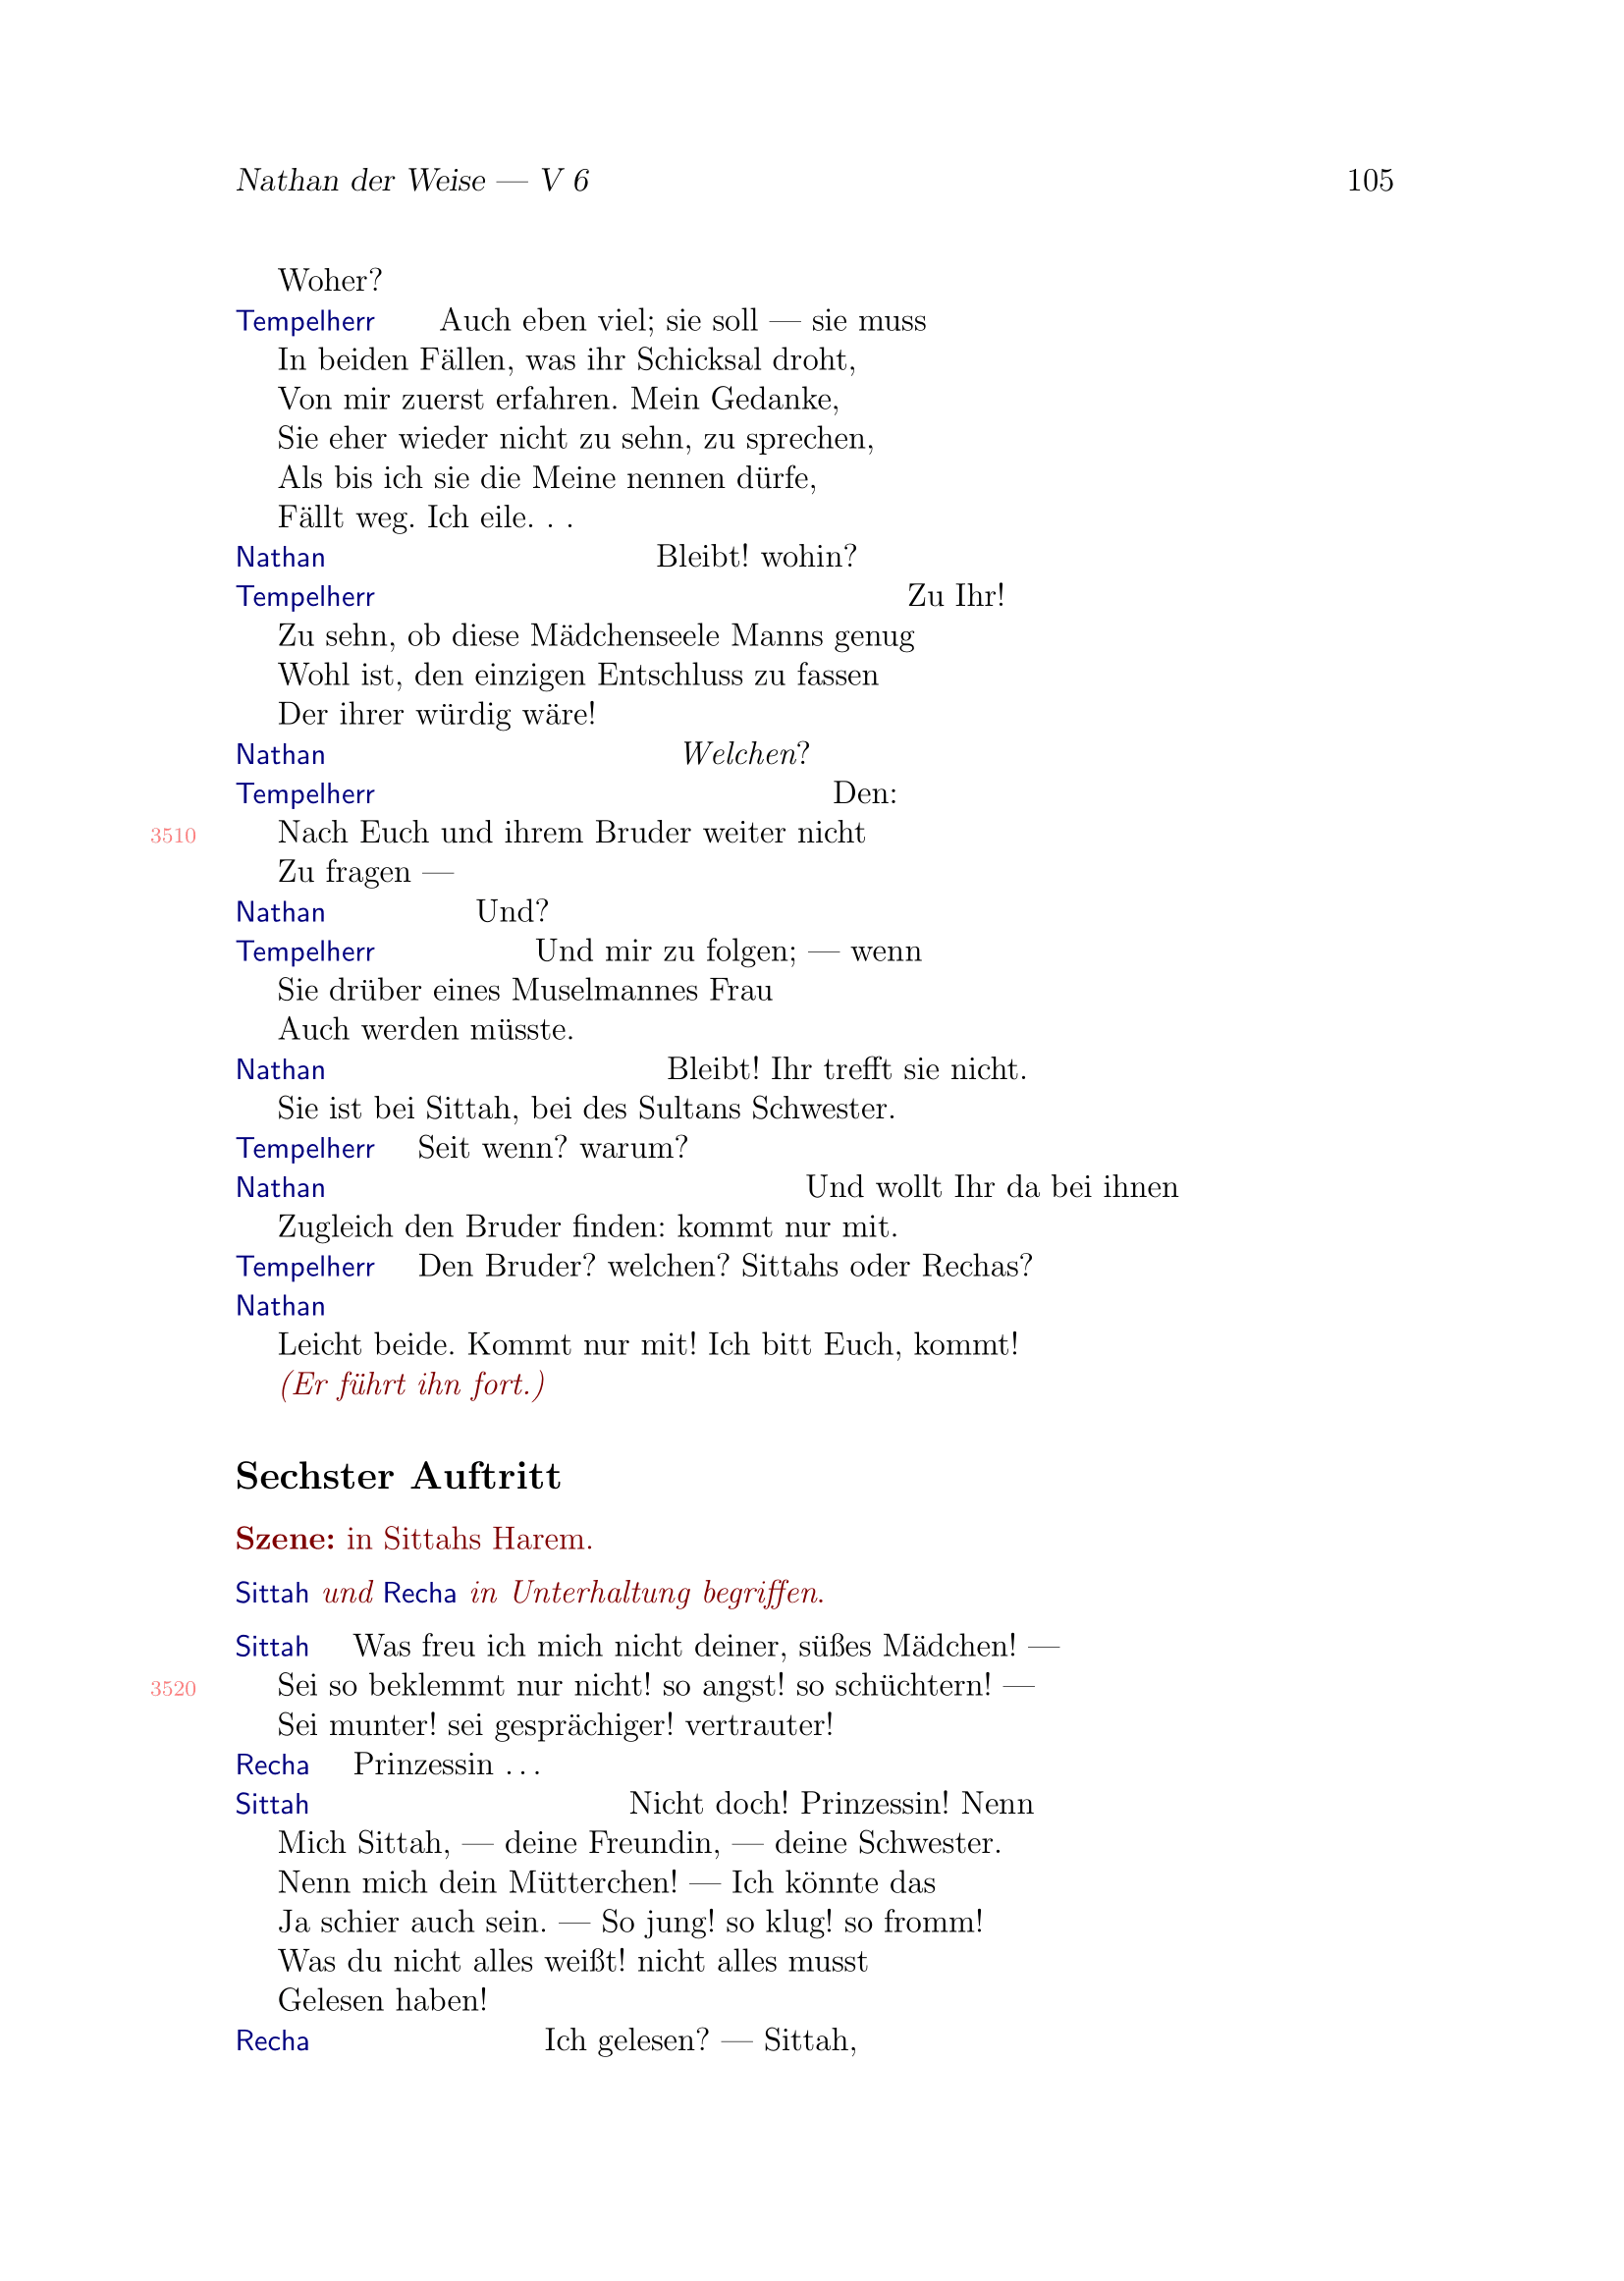 Nathan der Weise — V 6 105
Woher?
Tempelherr Auch eben viel; sie soll — sie muss
In beiden Fällen, was ihr Schicksal droht,
Von mir zuerst erfahren. Mein Gedanke,
Sie eher wieder nicht zu sehn, zu sprechen,
Als bis ich sie die Meine nennen dürfe,
Fällt weg. Ich eile. . .
Nathan Bleibt! wohin?
Tempelherr Zu Ihr!
Zu sehn, ob diese Mädchenseele Manns genug
Wohl ist, den einzigen Entschluss zu fassen
Der ihrer würdig wäre!
Nathan Welchen?
Tempelherr Den:
3510 Nach Euch und ihrem Bruder weiter nicht
Zu fragen —
Nathan Und?
Tempelherr Und mir zu folgen; — wenn
Sie drüber eines Muselmannes Frau
Auch werden müsste.
Nathan Bleibt! Ihr trefft sie nicht.
Sie ist bei Sittah, bei des Sultans Schwester.
Tempelherr Seit wenn? warum?
Nathan Und wollt Ihr da bei ihnen
Zugleich den Bruder finden: kommt nur mit.
Tempelherr Den Bruder? welchen? Sittahs oder Rechas?
Nathan
Leicht beide. Kommt nur mit! Ich bitt Euch, kommt!
(Er führt ihn fort.)
Sechster Auftritt
Szene: in Sittahs Harem.
Sittah und Recha in Unterhaltung begriffen.
Sittah Was freu ich mich nicht deiner, süßes Mädchen! —
3520 Sei so beklemmt nur nicht! so angst! so schüchtern! —
Sei munter! sei gesprächiger! vertrauter!
Recha Prinzessin . . .
Sittah Nicht doch! Prinzessin! Nenn
Mich Sittah, — deine Freundin, — deine Schwester.
Nenn mich dein Mütterchen! — Ich könnte das
Ja schier auch sein. — So jung! so klug! so fromm!
Was du nicht alles weißt! nicht alles musst
Gelesen haben!
Recha Ich gelesen? — Sittah,